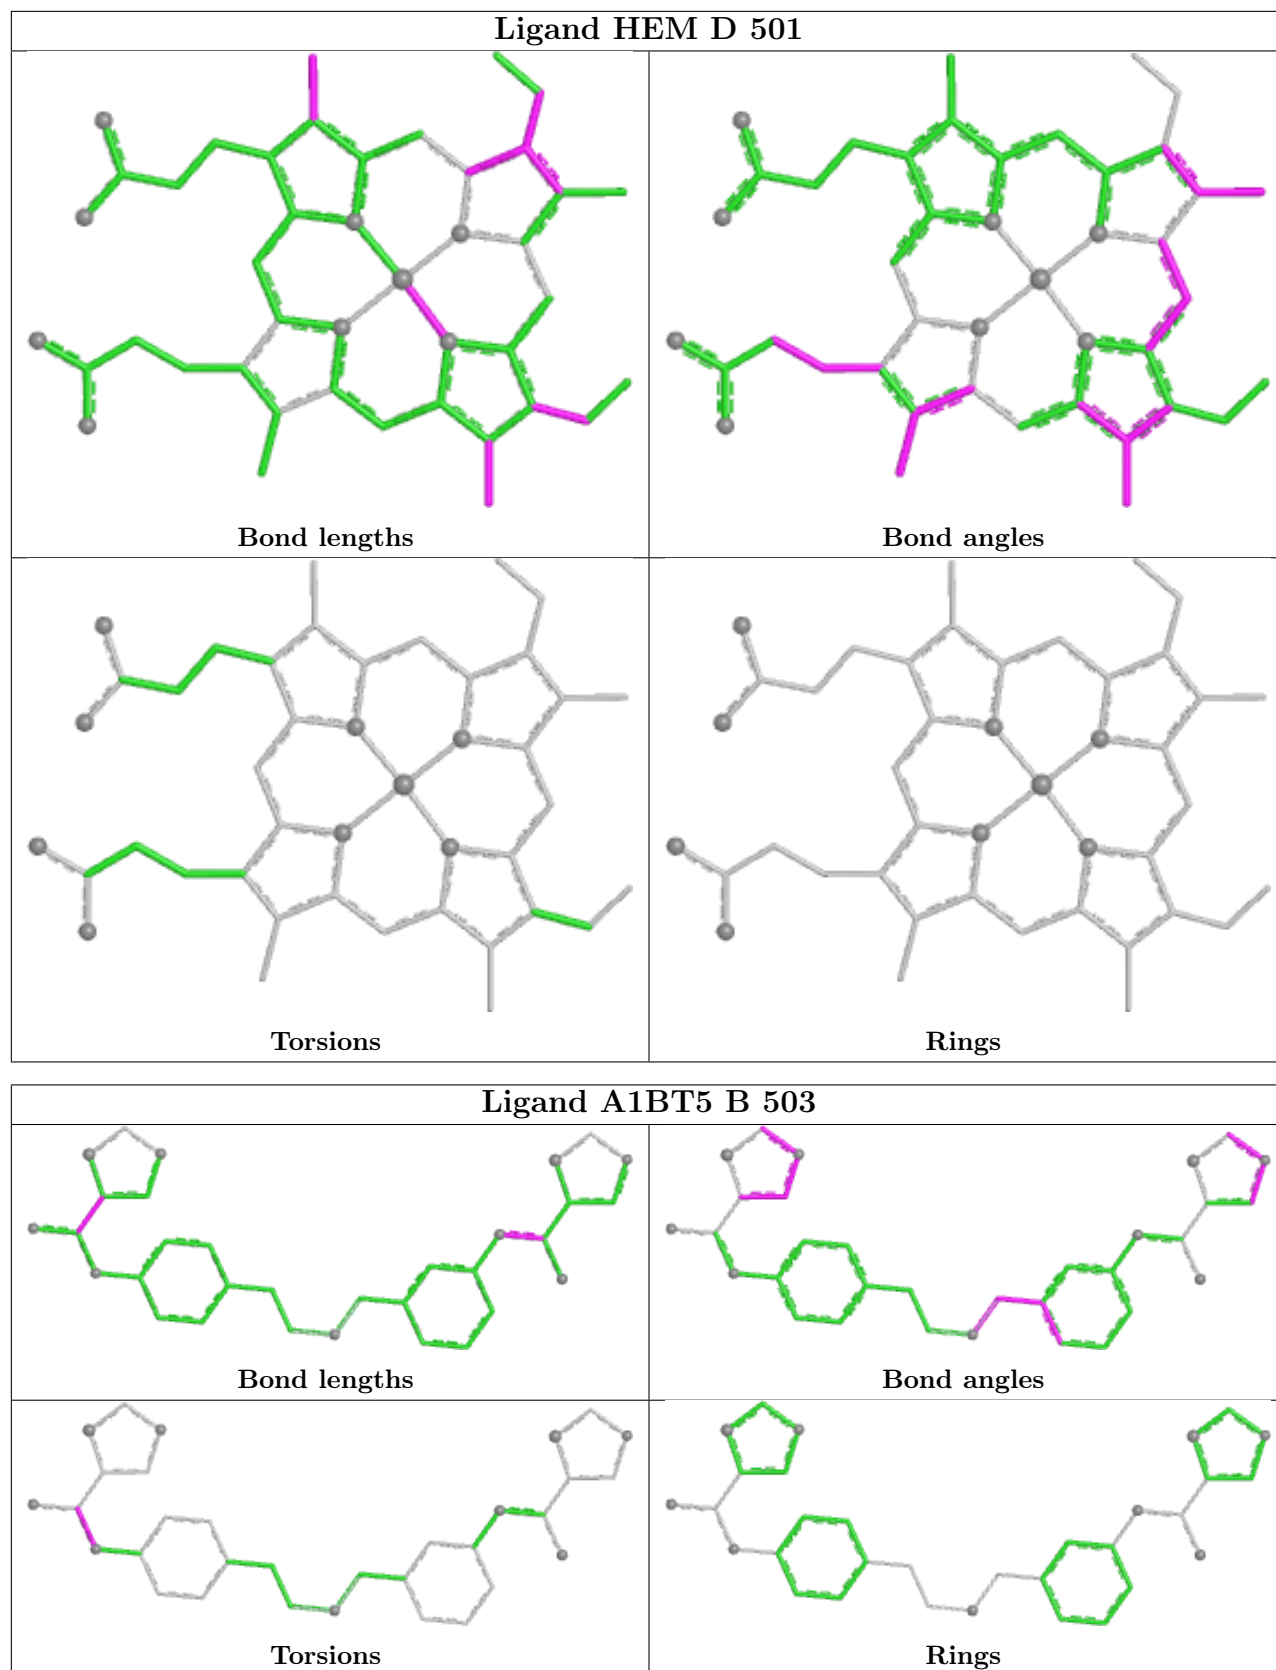 Ligand HEM D 501
Bond lengths
Bond angles
Torsions
Rings
Ligand A1BT5 B 503
Bond lengths
Bond angles
Torsions
Rings